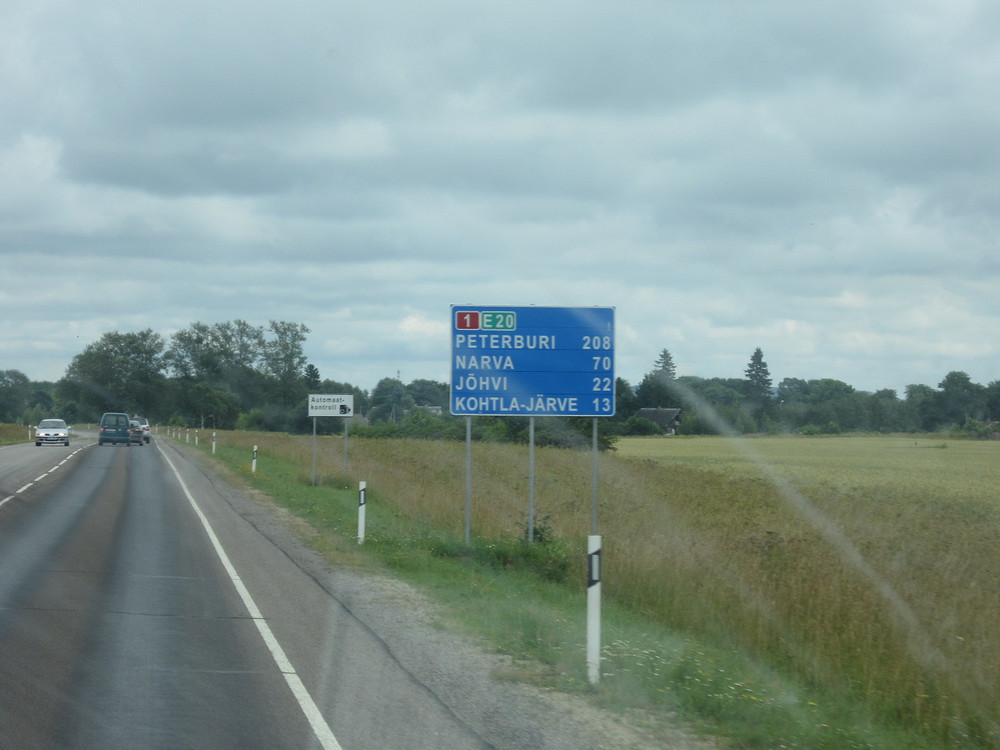 1 E20
PETERBURI 208
NARVA 70
JÕHVI 22
KOHTLA-JÄRVE 13
Automaat-
kontroll